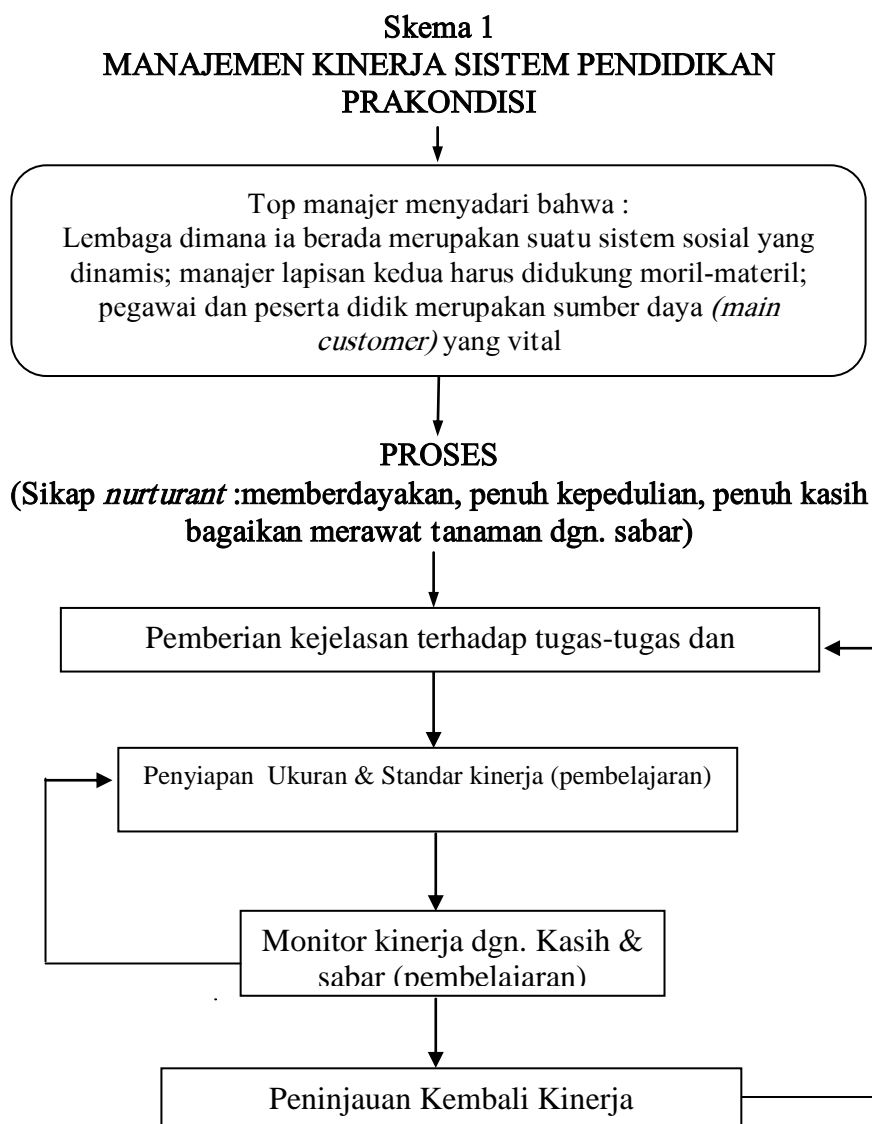 Skema 1
MANAJEMEN KINERJA SISTEM PENDIDIKAN
PRAKONDISI
Top manajer menyadari bahwa :
Lembaga dimana ia berada merupakan suatu sistem sosial yang
dinamis; manajer lapisan kedua harus didukung moril-materil;
pegawai dan peserta didik merupakan sumber daya (main
customer) yang vital
PROSES
(Sikap nurturant :memberdayakan, penuh kepedulian, penuh kasih
bagaikan merawat tanaman dgn. sabar)
Pemberian kejelasan terhadap tugas-tugas dan
Penyiapan Ukuran & Standar kinerja (pembelajaran)
Monitor kinerja dgn. Kasih &
sabar (pembelajaran)
Peninjauan Kembali Kinerja